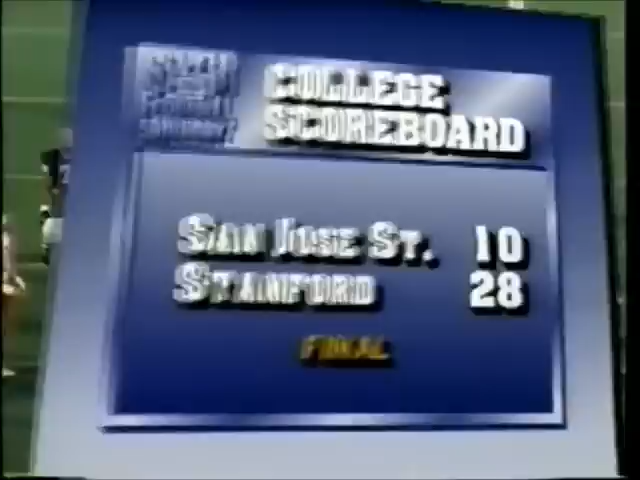 COLLEGE
SCOREBOARD
SAN JOSE ST. 10
STANFORD 28
FINAL